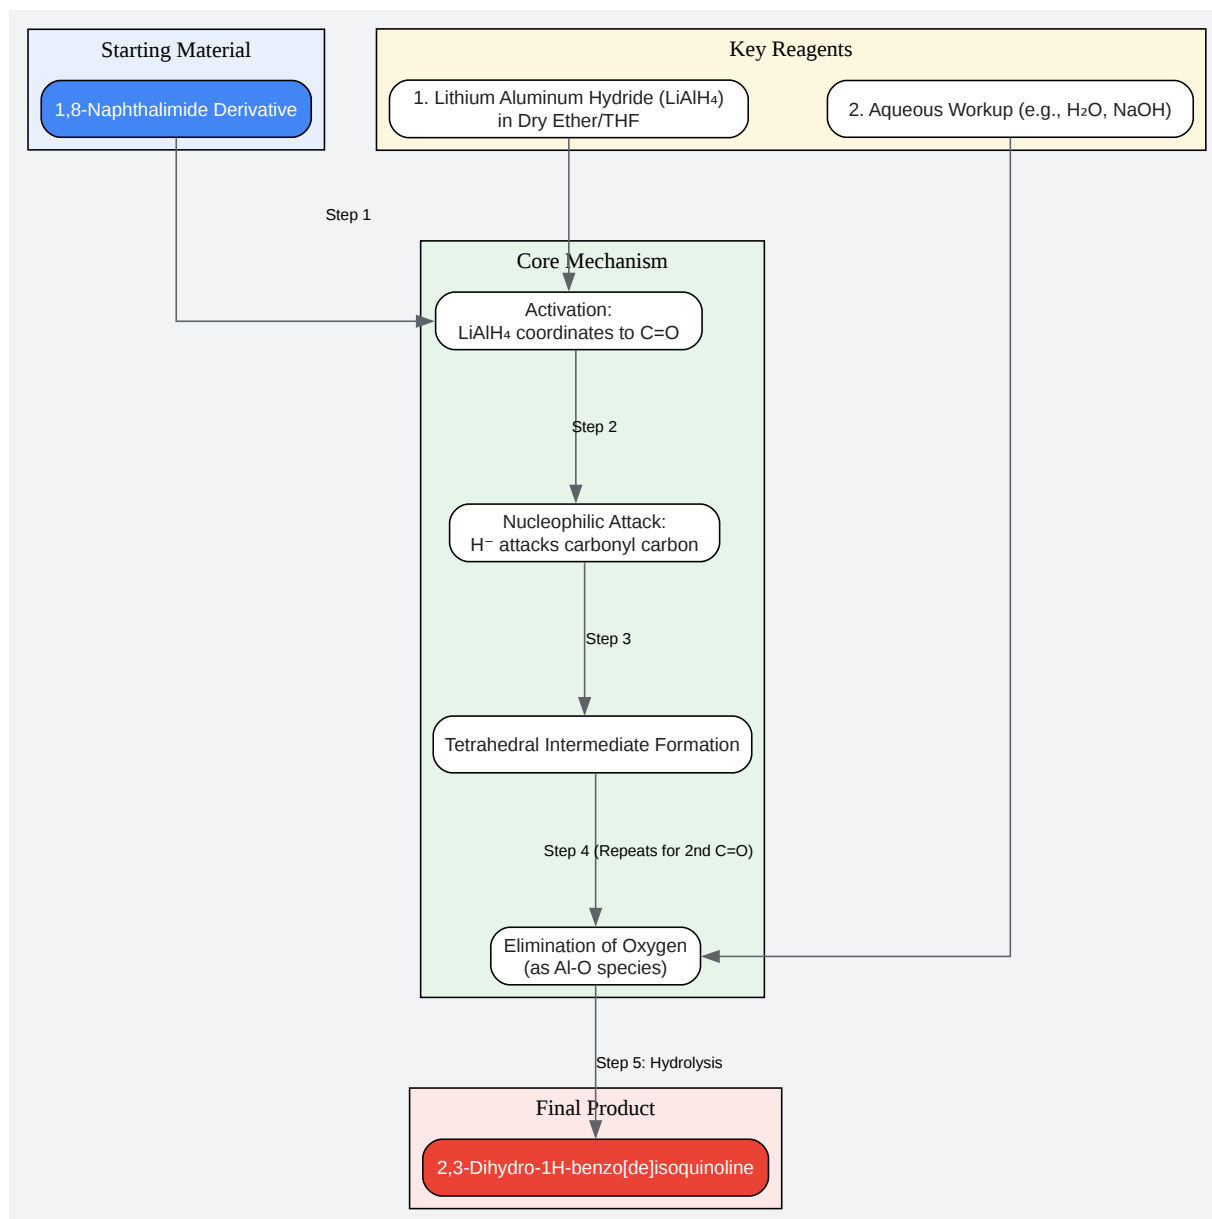 Starting Material
1,8-Naphthalimide Derivative
Key Reagents
1. Lithium Aluminum Hydride (LiAlH₄)
in Dry Ether/THF
2. Aqueous Workup (e.g., H₂O, NaOH)
Step 1
Core Mechanism
Activation:
LiAlH₄ coordinates to C=O
Step 2
Nucleophilic Attack:
H⁻ attacks carbonyl carbon
Step 3
Tetrahedral Intermediate Formation
Step 4 (Repeats for 2nd C=O)
Elimination of Oxygen
(as Al-O species)
Step 5: Hydrolysis
Final Product
2,3-Dihydro-1H-benzo[de]isoquinoline